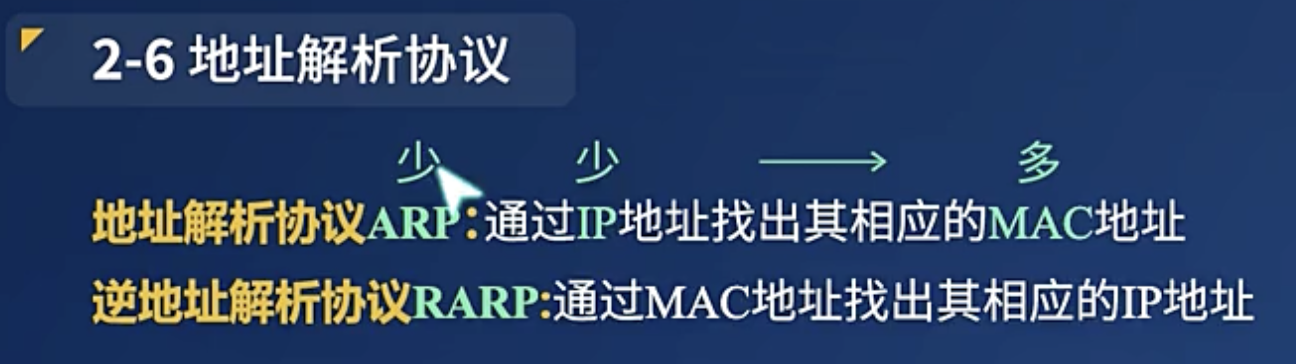 2-6 地址解析协议
少 少 → 多
地址解析协议ARP:通过IP地址找出其相应的MAC地址
逆地址解析协议RARP:通过MAC地址找出其相应的IP地址